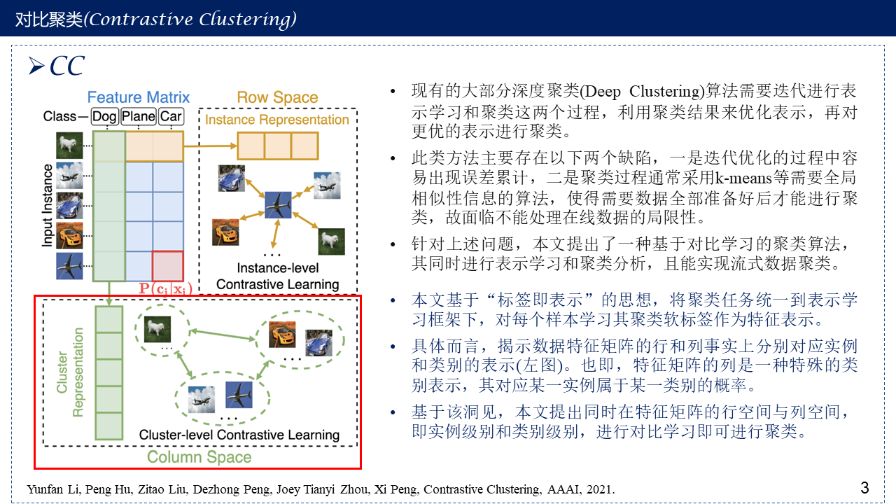 对比聚类(Contrastive Clustering)
➢CC
Feature Matrix
Class
Dog
Plane
Car
Input Instance
P(cᵢ|xᵢ)
Row Space
Instance Representation
...
Instance-level
Contrastive Learning
Cluster
Representation
...
...
...
Cluster-level Contrastive Learning
Column Space
• 现有的大部分深度聚类(Deep Clustering)算法需要迭代进行表
示学习和聚类这两个过程，利用聚类结果来优化表示，再对
更优的表示进行聚类。
• 此类方法主要存在以下两个缺陷，一是迭代优化的过程中容
易出现误差累计，二是聚类过程通常采用k-means等需要全局
相似性信息的算法，使得需要数据全部准备好后才能进行聚
类，故面临不能处理在线数据的局限性。
• 针对上述问题，本文提出了一种基于对比学习的聚类算法，
其同时进行表示学习和聚类分析，且能实现流式数据聚类。
• 本文基于“标签即表示”的思想，将聚类任务统一到表示学
习框架下，对每个样本学习其聚类软标签作为特征表示。
• 具体而言，揭示数据特征矩阵的行和列事实上分别对应实例
和类别的表示(左图)。也即，特征矩阵的列是一种特殊的类
别表示，其对应某一实例属于某一类别的概率。
• 基于该洞见，本文提出同时在特征矩阵的行空间与列空间，
即实例级别和类别级别，进行对比学习即可进行聚类。
Yunfan Li, Peng Hu, Zitao Liu, Dezhong Peng, Joey Tianyi Zhou, Xi Peng, Contrastive Clustering, AAAI, 2021.
3